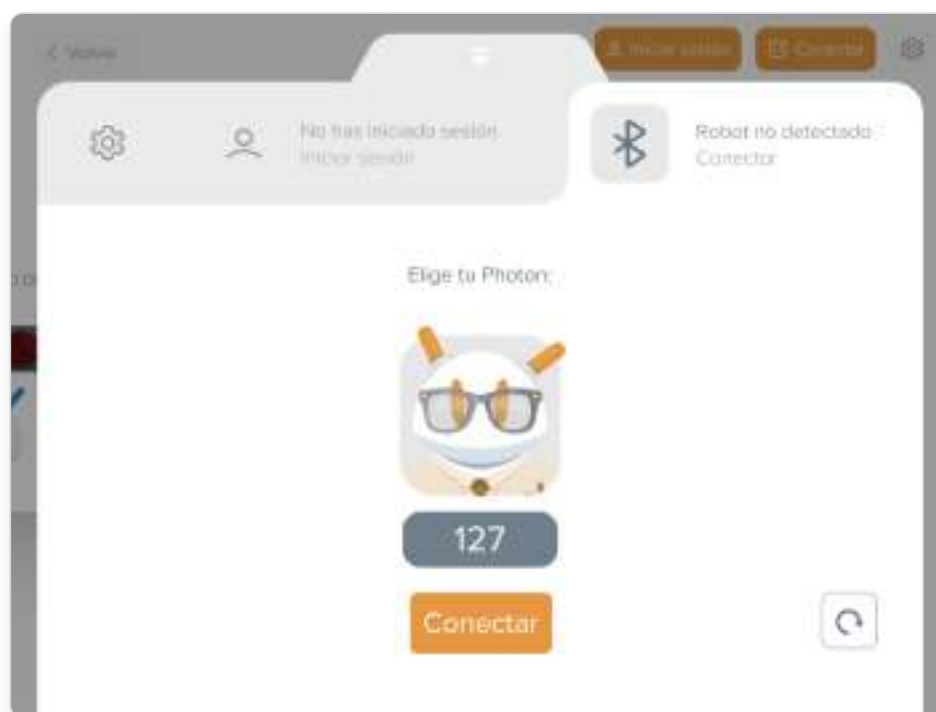 Volver
Iniciar sesión
Conectar
No has iniciado sesión
Iniciar sesión
Robot no detectado
Conectar
Elige tu Photon:
127
Conectar